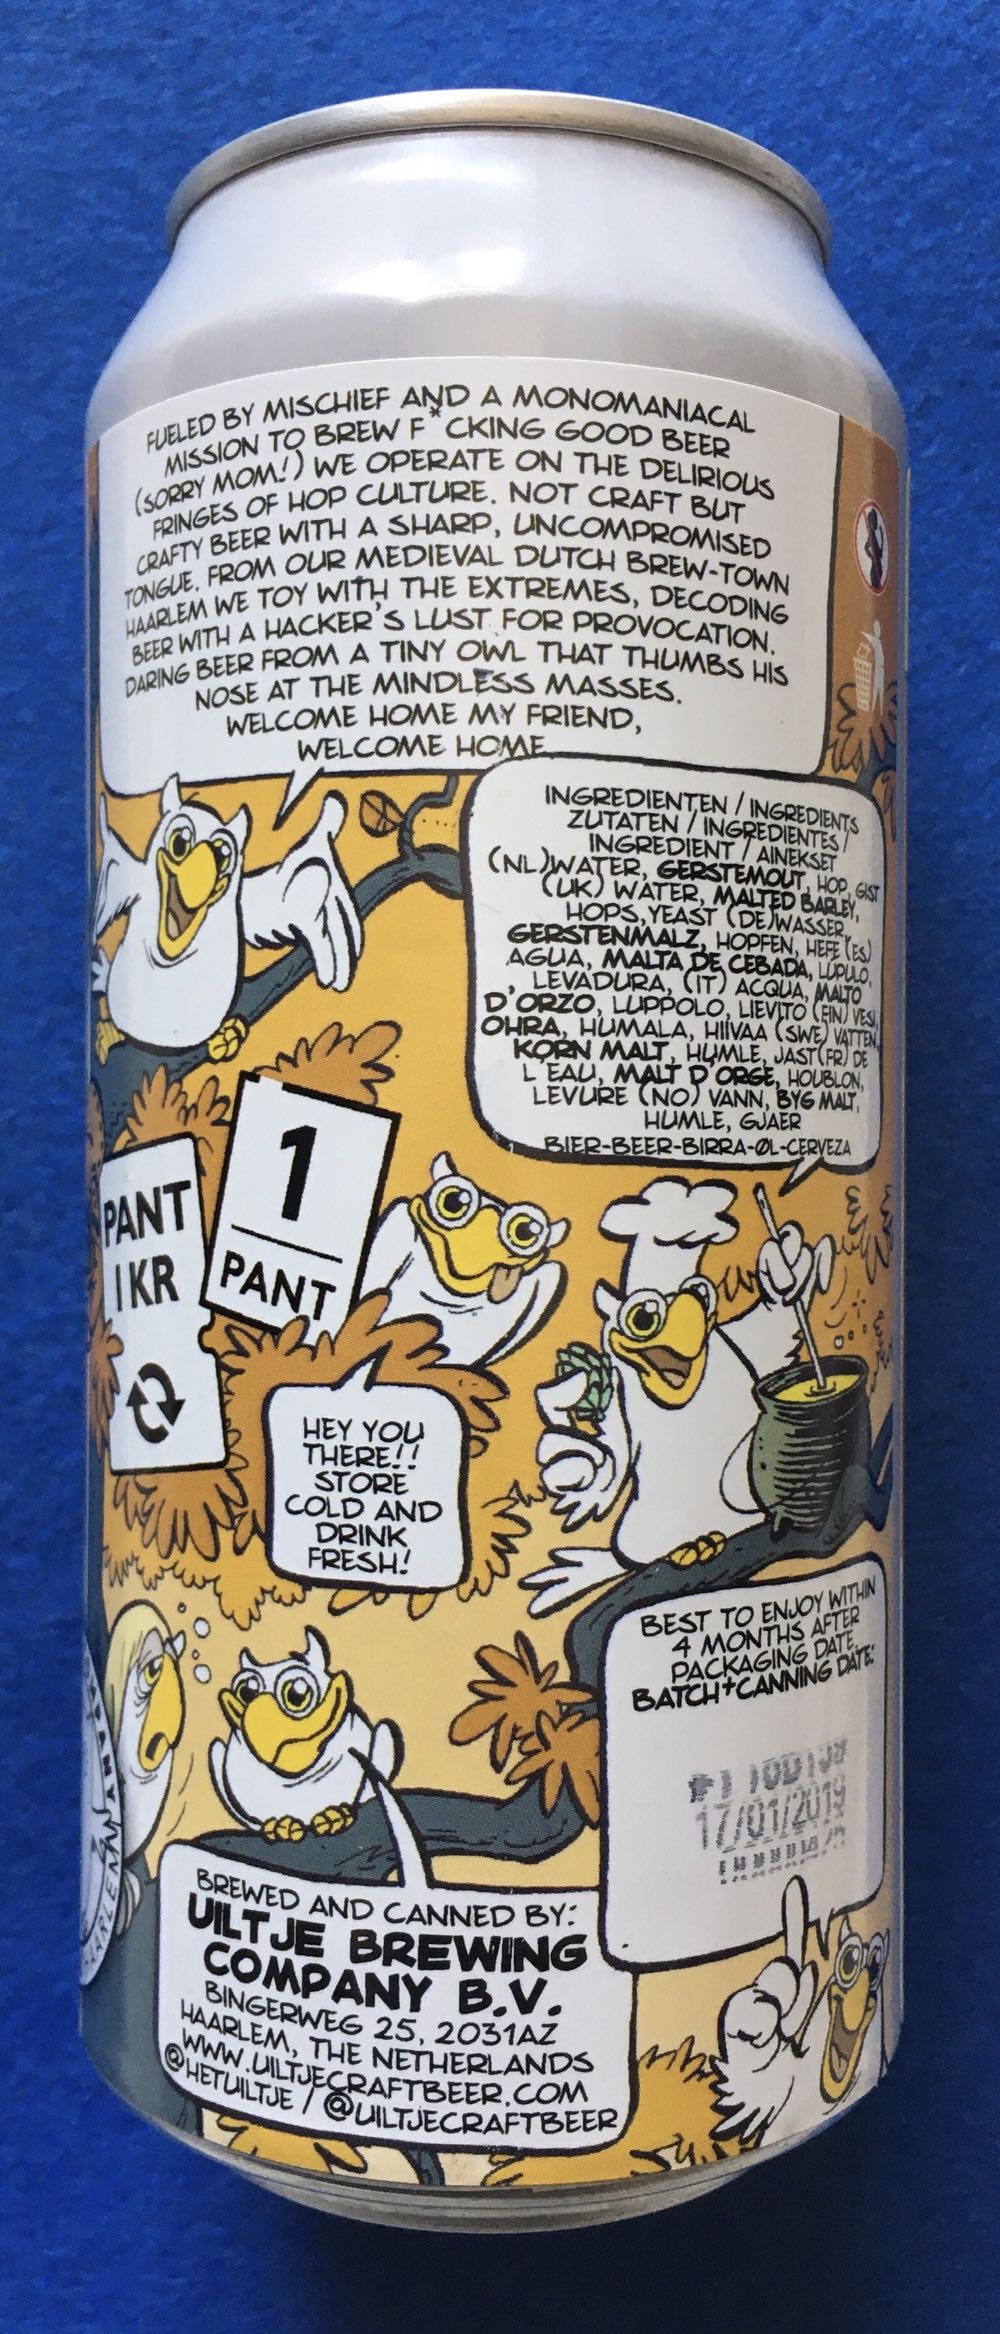 FUELED BY MISCHIEF AND A MONOMANIACAL
MISSION TO BREW F*CKING GOOD BEER
(SORRY MOM!) WE OPERATE ON THE DELIRIOUS
FRINGES OF HOP CULTURE. NOT CRAFT BUT
CRAFTY BEER WITH A SHARP, UNCOMPROMISED
TONGUE. FROM OUR MEDIEVAL DUTCH BREW-TOWN
HAARLEM WE TOY WITH THE EXTREMES, DECODING
BEER WITH A HACKER'S LUST FOR PROVOCATION.
DARING BEER FROM A TINY OWL THAT THUMBS HIS
NOSE AT THE MINDLESS MASSES.
WELCOME HOME MY FRIEND,
WELCOME HOME
INGREDIENTEN / INGREDIENTS
ZUTATEN / INGREDIENTES /
INGREDIENT / AINEKSET
(NL)WATER, GERSTEMOUT, HOP, GIST
(UK) WATER, MALTED BARLEY,
HOPS, YEAST (DE)WASSER,
GERSTENMALZ, HOPFEN, HEFE (ES)
AGUA, MALTA DE CEBADA, LÚPULO,
, LEVADURA, (IT) ACQUA, MALTO
D'ORZO, LUPPOLO, LIEVITO (FIN) VESI,
OHRA, HUMALA, HIIVAA (SWE) VATTEN,
KORN MALT, HUMLE, JAST(FR) DE
L'EAU, MALT D'ORGE, HOUBLON,
LEVURE (NO) VANN, BYG MALT,
HUMLE, GJAER
BIER-BEER-BIRRA-ØL-CERVEZA
1
PANT
PANT
1 KR
HEY YOU
THERE!!
STORE
COLD AND
DRINK
FRESH!
BEST TO ENJOY WITHIN
4 MONTHS AFTER
PACKAGING DATE.
BATCH+CANNING DATE:
17/01/2019
BREWED AND CANNED BY:
UILTJE BREWING
COMPANY B.V.
BINGERWEG 25, 2031AZ
HAARLEM, THE NETHERLANDS
WWW.UILTJECRAFTBEER.COM
@HETUILTJE / @UILTJECRAFTBEER